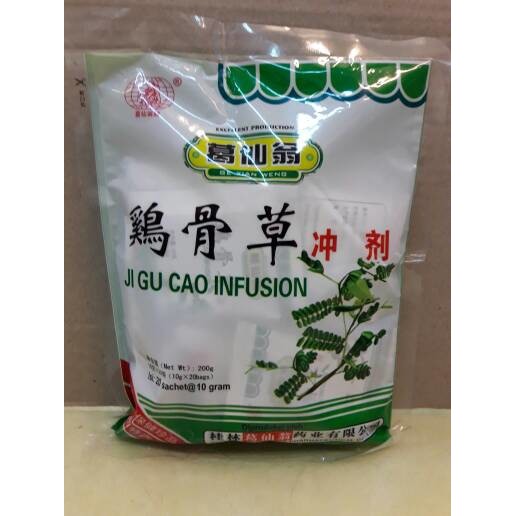 ®
EXCELLENT PRODUCTION
葛仙翁
GE XIAN WENG
鷄骨草 冲剂
JI GU CAO INFUSION
(Net Wt): 200g
(10g×20bags)
Isi: 20 sachet@10 gram
桂林葛仙翁药业有限公